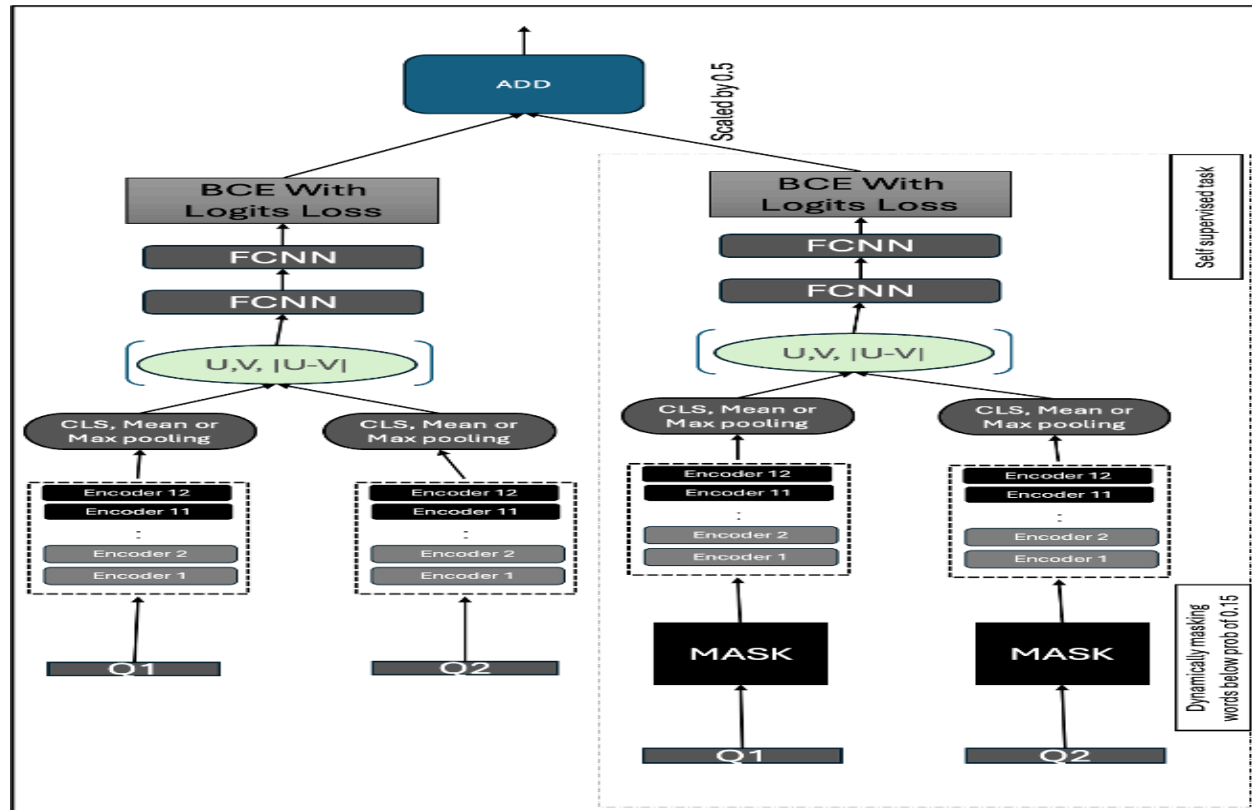 ADD
Scaled by 0.5
BCE With
Logits Loss
FCNN
FCNN
U,V, |U-V|
CLS, Mean or
Max pooling
CLS, Mean or
Max pooling
Encoder 12
Encoder 11
:
Encoder 2
Encoder 1
Encoder 12
Encoder 11
:
Encoder 2
Encoder 1
Q1
Q2
Self supervised task
BCE With
Logits Loss
FCNN
FCNN
U,V, |U-V|
CLS, Mean or
Max pooling
CLS, Mean or
Max pooling
Encoder 12
Encoder 11
:
Encoder 2
Encoder 1
Encoder 12
Encoder 11
:
Encoder 2
Encoder 1
Dynamically masking
words below prob of 0.15
MASK
MASK
Q1
Q2